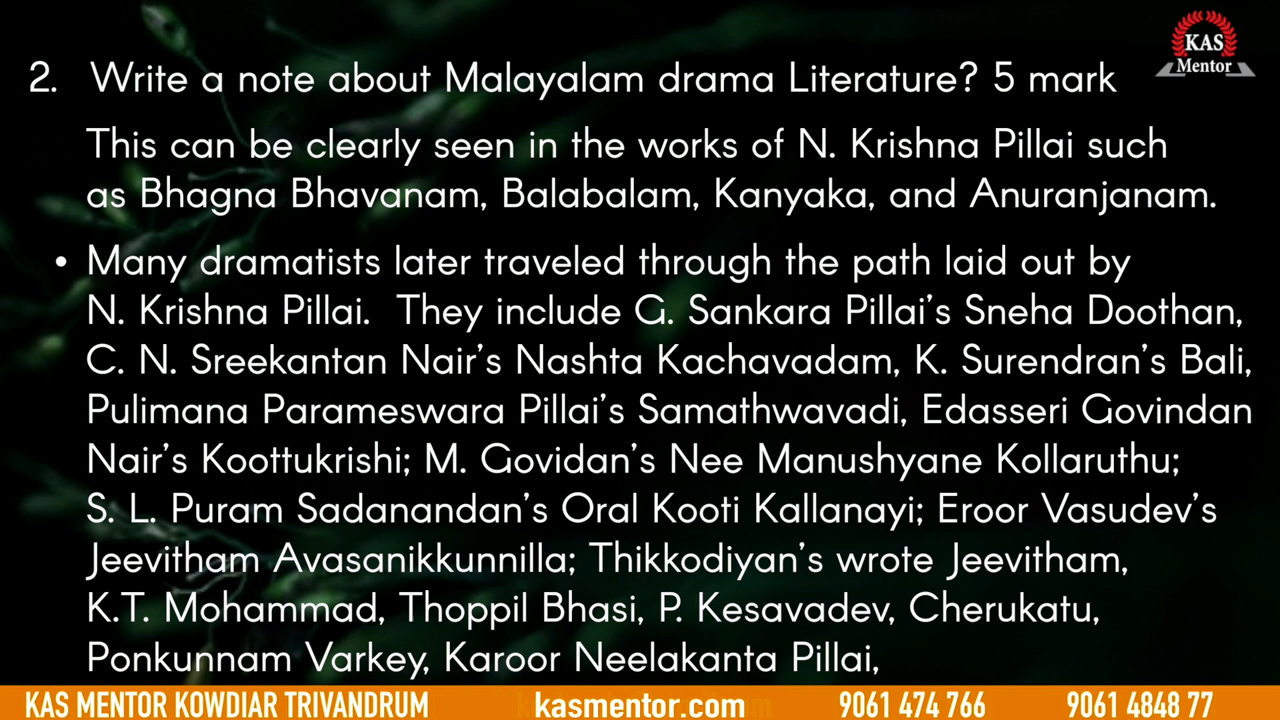 KAS
Mentor
2. Write a note about Malayalam drama Literature? 5 mark
This can be clearly seen in the works of N. Krishna Pillai such
as Bhagna Bhavanam, Balabalam, Kanyaka, and Anuranjanam.
• Many dramatists later traveled through the path laid out by
N. Krishna Pillai. They include G. Sankara Pillai's Sneha Doothan,
C. N. Sreekantan Nair's Nashta Kachavadam, K. Surendran's Bali,
Pulimana Parameswara Pillai's Samathwavadi, Edasseri Govindan
Nair's Koottukrishi; M. Govidan's Nee Manushyane Kollaruthu;
S. L. Puram Sadanandan's Oral Kooti Kallanayi; Eroor Vasudev's
Jeevitham Avasanikkunnilla; Thikkodiyan's wrote Jeevitham,
K.T. Mohammad, Thoppil Bhasi, P. Kesavadev, Cherukatu,
Ponkunnam Varkey, Karoor Neelakanta Pillai,
KAS MENTOR KOWDIAR TRIVANDRUM kasmentor.com 9061 474 766 9061 4848 77